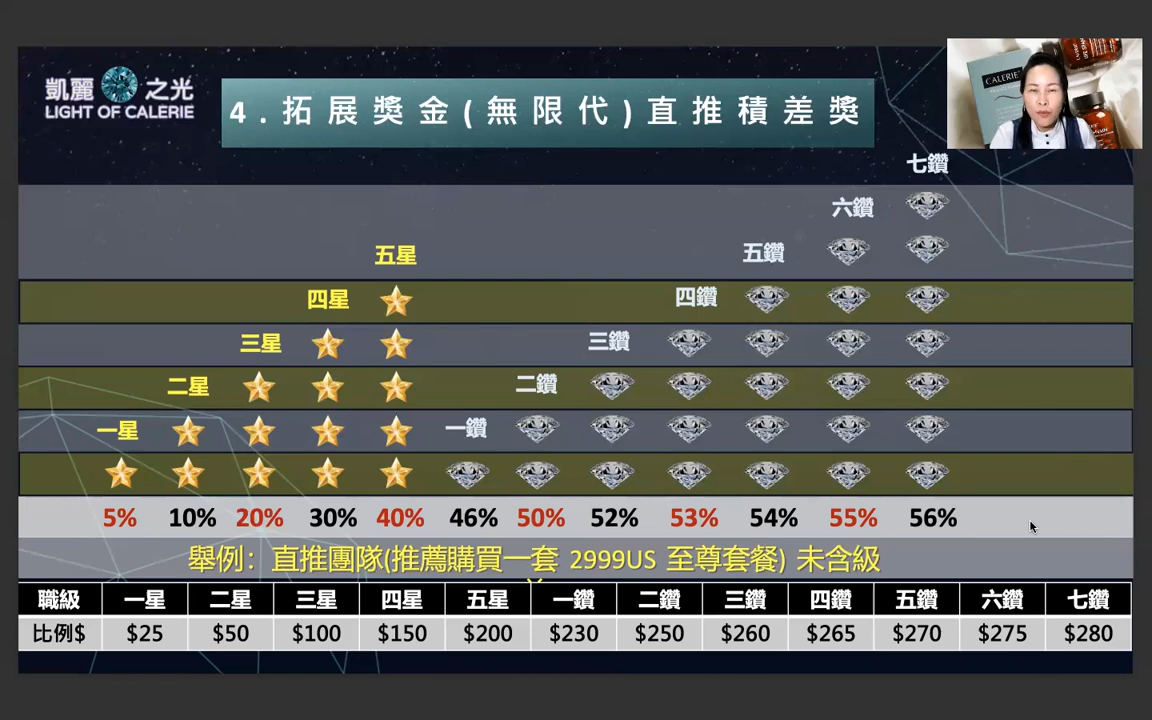 凱麗之光
LIGHT OF CALERIE
4.拓展獎金(無限代)直推積差獎
CALERIE
七鑽
六鑽
五星 五鑽
四星 四鑽
三星 三鑽
二星 二鑽
一星 一鑽
5% 10% 20% 30% 40% 46% 50% 52% 53% 54% 55% 56%
舉例：直推團隊(推薦購買一套 2999US 至尊套餐) 未含級
職級 一星 二星 三星 四星 五星 一鑽 二鑽 三鑽 四鑽 五鑽 六鑽 七鑽
比例$ $25 $50 $100 $150 $200 $230 $250 $260 $265 $270 $275 $280